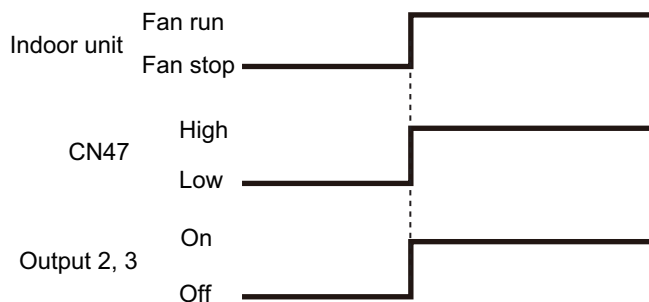 Fan run
Indoor unit
Fan stop
High
CN47
Low
On
Output 2, 3
Off